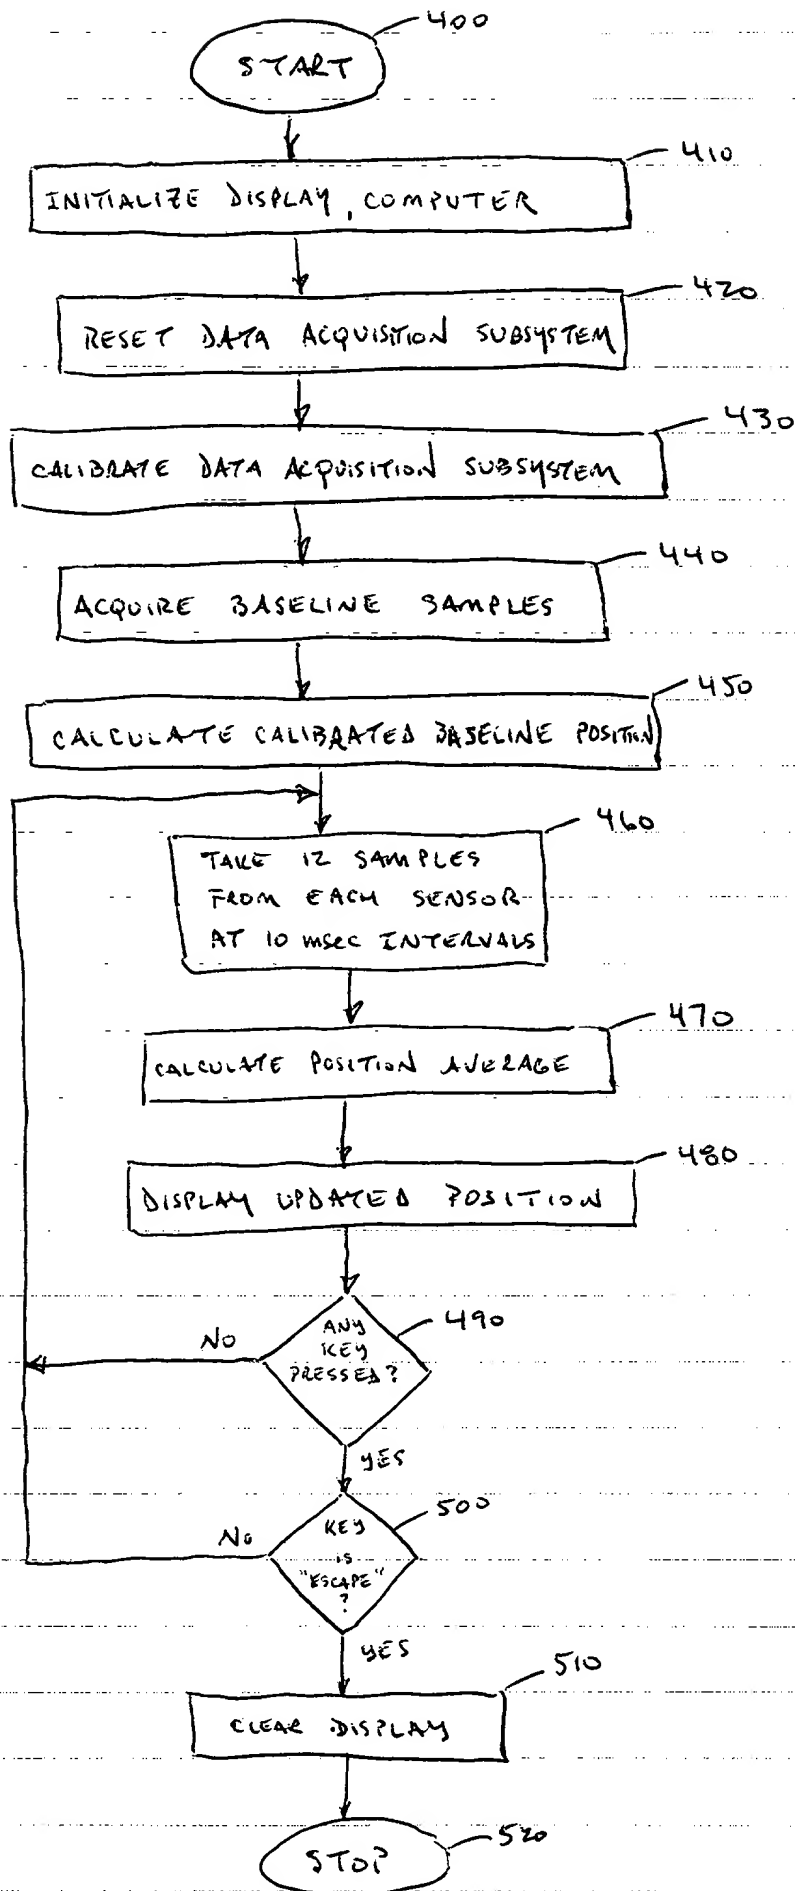 400
START
410
INITIALIZE DISPLAY, COMPUTER
420
RESET DATA ACQUISITION SUBSYSTEM
430
CALIBRATE DATA ACQUISITION SUBSYSTEM
440
ACQUIRE BASELINE SAMPLES
450
CALCULATE CALIBRATED BASELINE POSITION
460
TAKE 12 SAMPLES
FROM EACH SENSOR
AT 10 msec INTERVALS
470
CALCULATE POSITION AVERAGE
480
DISPLAY UPDATED POSITION
490
ANY
KEY
PRESSED?
NO
YES
500
KEY
IS
"ESCAPE"
?
NO
YES
510
CLEAR DISPLAY
520
STOP